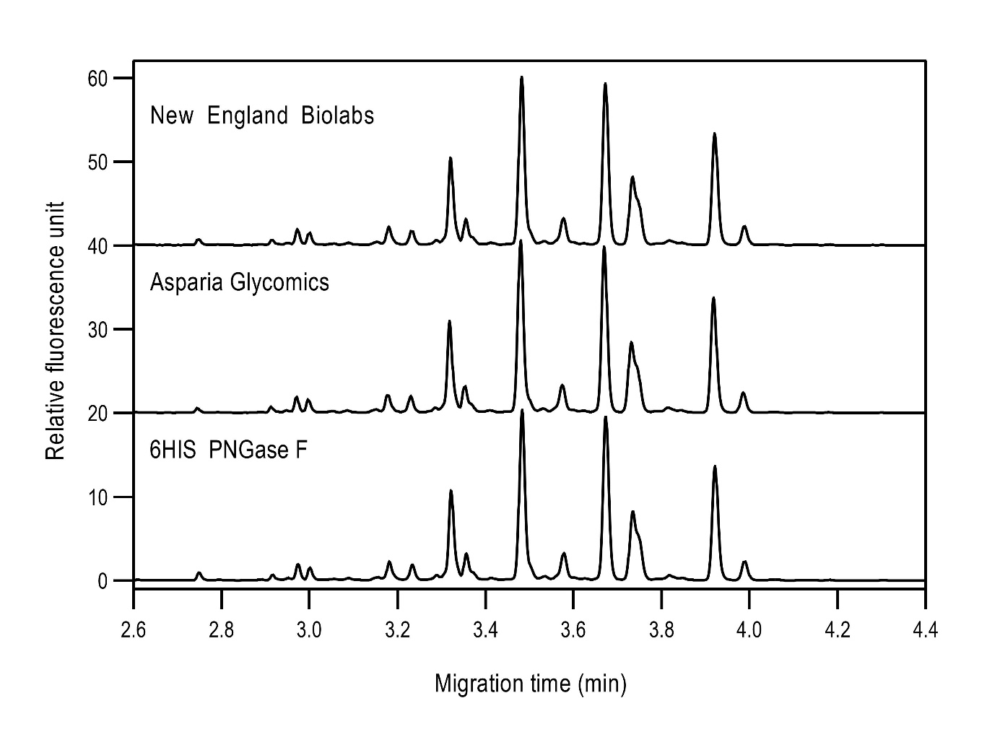 60
New England Biolabs
50
40
Asparia Glycomics
30
20
6HIS PNGase F
10
0
Relative fluorescence unit
2.6 2.8 3.0 3.2 3.4 3.6 3.8 4.0 4.2 4.4
Migration time (min)